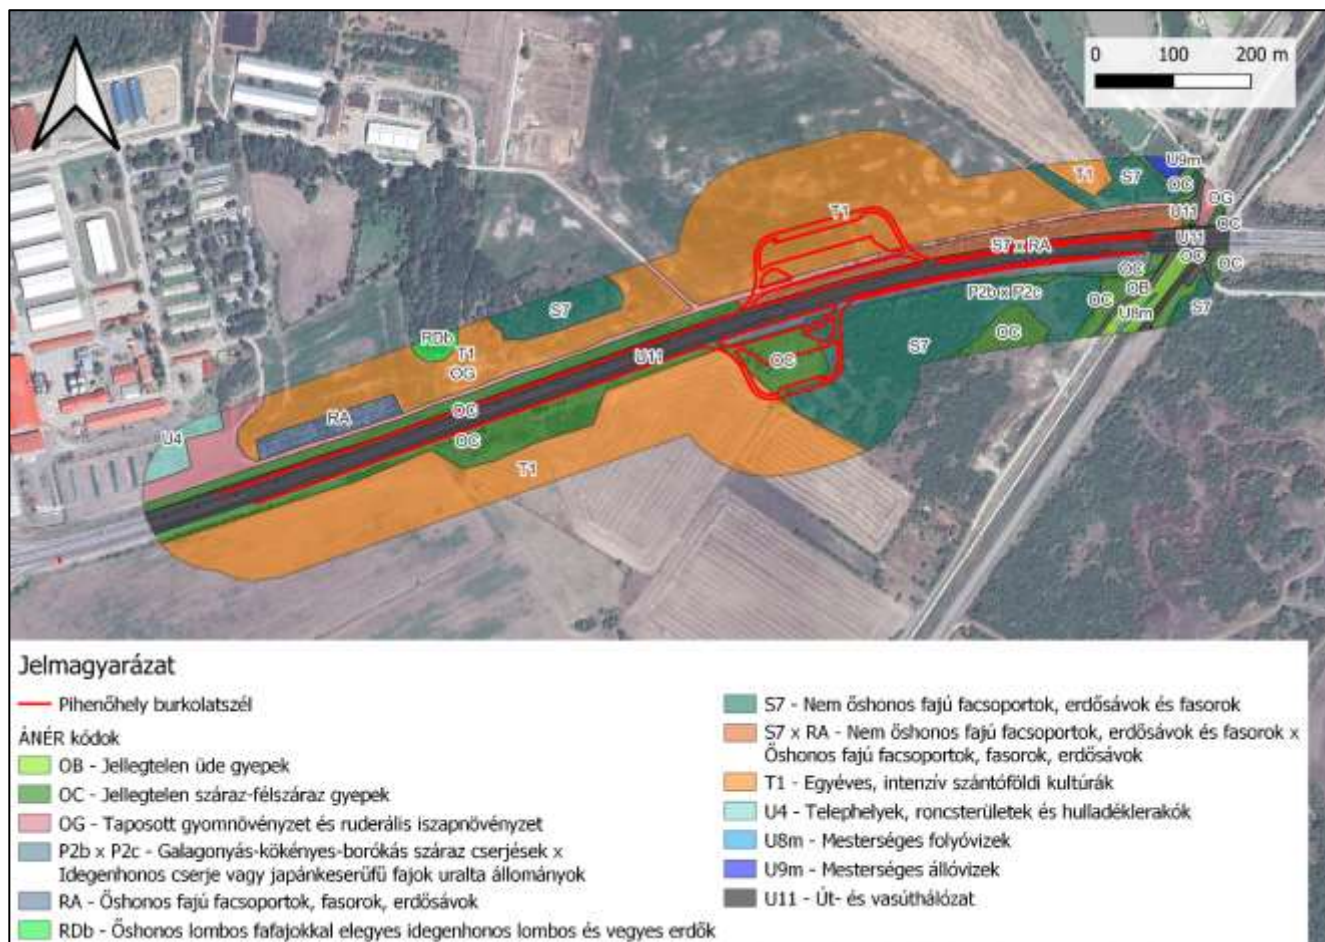 0 100 200 m
U9m
T1
S7
OC
OG
T1
U11
OC
S7 x RA
U11
OC
OC
OC
P2b x P2c
OB
OC
S7
S7
U8m
RDb
OC
T1
U11
OC
S7
OG
RA
OC
U4
OC
T1
Jelmagyarázat
Pihenőhely burkolatszél
ÁNÉR kódok
OB - Jellegtelen üde gyepek
OC - Jellegtelen száraz-félszáraz gyepek
OG - Taposott gyomnövényzet és ruderális iszapnövényzet
P2b x P2c - Galagonyás-kökényes-borókás száraz cserjések x
Idegenhonos cserje vagy japánkeserűfű fajok uralta állományok
RA - Őshonos fajú facsoportok, fasorok, erdősávok
RDb - Őshonos lombos fafajokkal elegyes idegenhonos lombos és vegyes erdők
S7 - Nem őshonos fajú facsoportok, erdősávok és fasorok
S7 x RA - Nem őshonos fajú facsoportok, erdősávok és fasorok x
Őshonos fajú facsoportok, fasorok, erdősávok
T1 - Egyéves, intenzív szántóföldi kultúrák
U4 - Telephelyek, roncsterületek és hulladéklerakók
U8m - Mesterséges folyóvizek
U9m - Mesterséges állóvizek
U11 - Út- és vasúthálózat